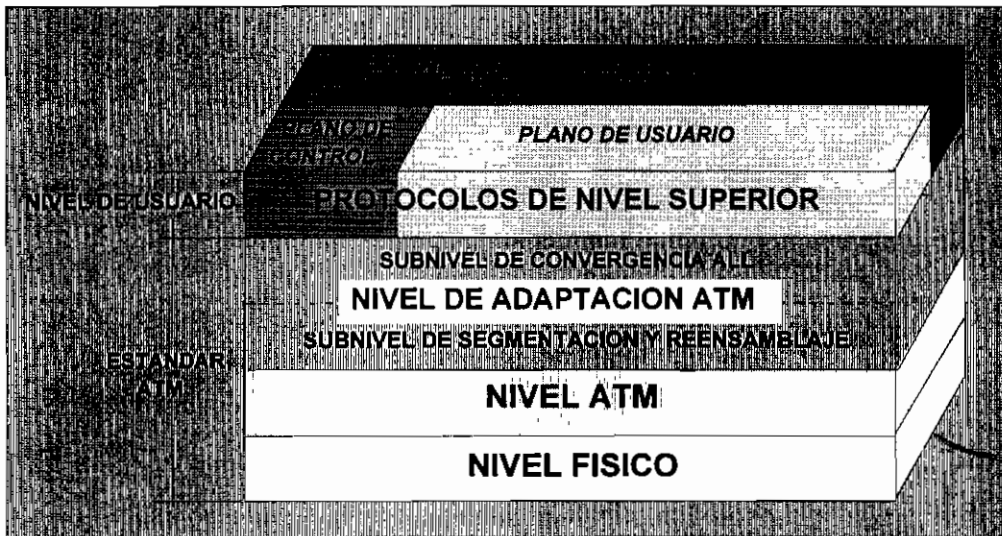 PLANO DE
CONTROL
PLANO DE USUARIO
NIVEL DE USUARIO
PROTOCOLOS DE NIVEL SUPERIOR
SUBNIVEL DE CONVERGENCIA ALL
NIVEL DE ADAPTACION ATM
SUBNIVEL DE SEGMENTACION Y REENSAMBLAJE
ESTANDAR
ATM
NIVEL ATM
NIVEL FISICO